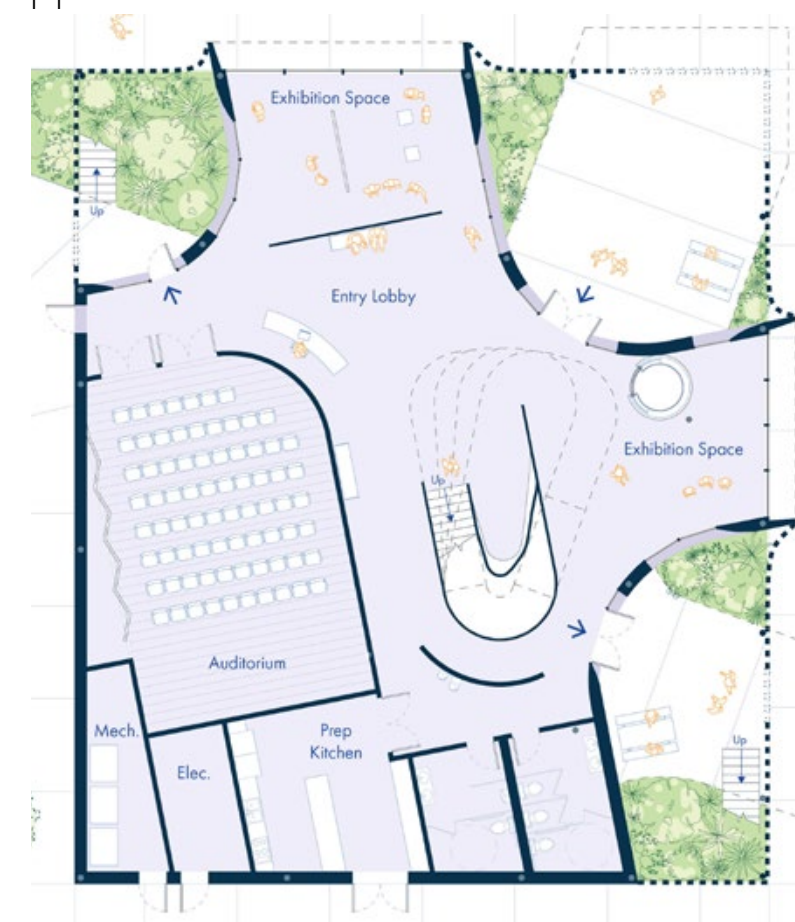 Exhibition Space
Up
Entry Lobby
Exhibition Space
Up
Auditorium
Mech.
Prep
Kitchen
Elec.
Up